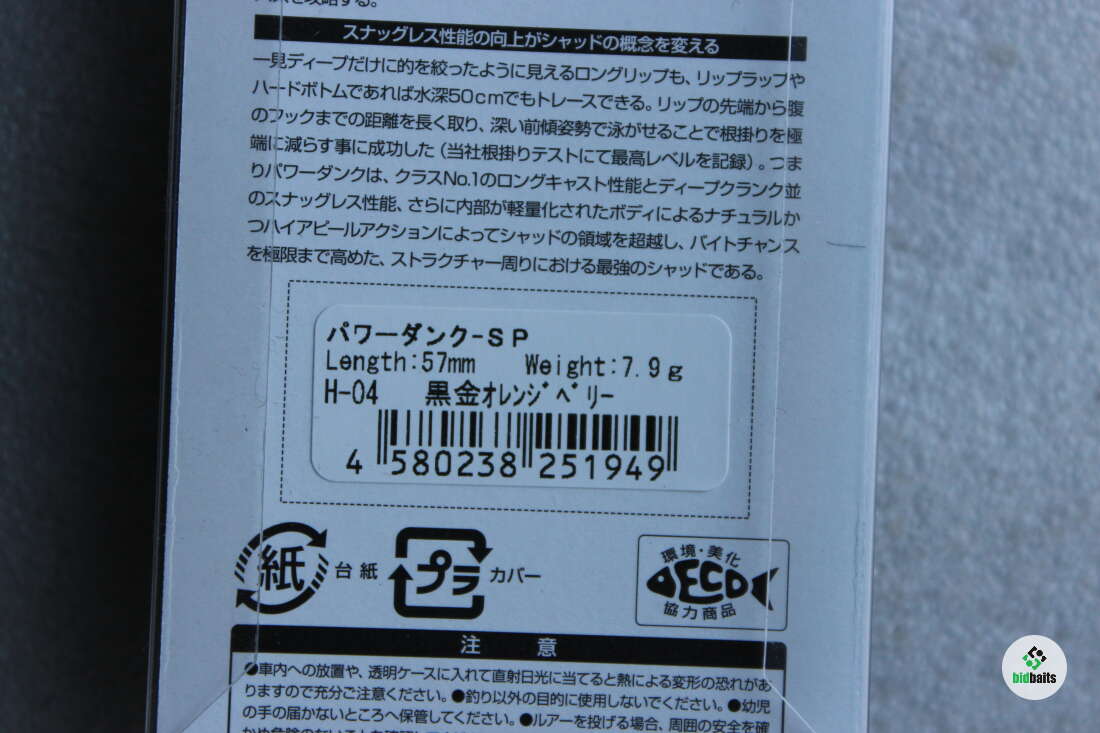 を攻略する。
スナッグレス性能の向上がシャッドの概念を変える
一見ディープだけに的を絞ったように見えるロングリップも、リップラップや
ハードボトムであれば水深50cmでもトレースできる。リップの先端から腹
のフックまでの距離を長く取り、深い前傾姿勢で泳がせることで根掛りを極
端に減らす事に成功した（当社根掛りテストにて最高レベルを記録）。つま
りパワーダンクは、クラスNo.1のロングキャスト性能とディープクランク並
のスナッグレス性能、さらに内部が軽量化されたボディによるナチュラルか
つハイアピールアクションによってシャッドの領域を超越し、バイトチャンス
を極限まで高めた、ストラクチャー周りにおける最強のシャッドである。
パワーダンク-SP
Length:57mm Weight:7.9g
H-04 黒金オレンジベリー
4 580238 251949
紙 台紙 プラ カバー
環境・美化
DECO
協力商品
注意
●車内への放置や、透明ケースに入れて直射日光に当てると熱による変形の恐れがあ
りますので充分ご注意ください。●釣り以外の目的に使用しないでください。●幼児
の手の届かないところへ保管してください。●ルアーを投げる場合、周囲の安全を確
bidbaits